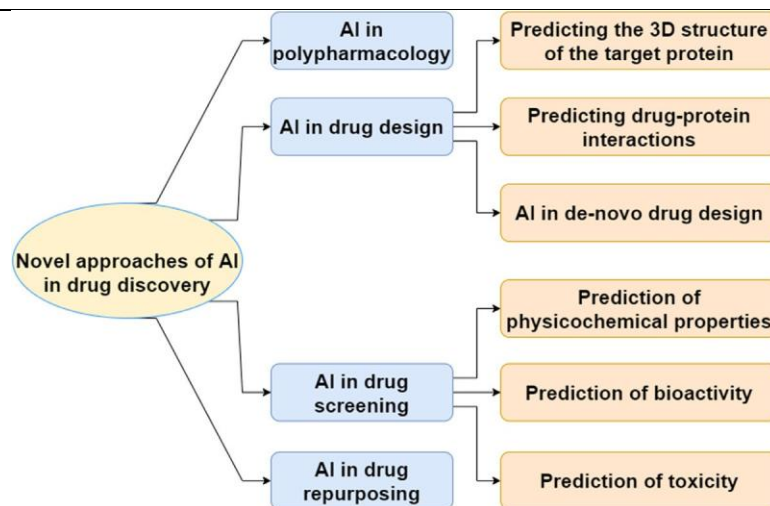 Novel approaches of AI
in drug discovery
AI in
polypharmacology
AI in drug design
Predicting the 3D structure
of the target protein
Predicting drug-protein
interactions
AI in de-novo drug design
AI in drug
screening
Prediction of
physicochemical properties
Prediction of bioactivity
Prediction of toxicity
AI in drug
repurposing